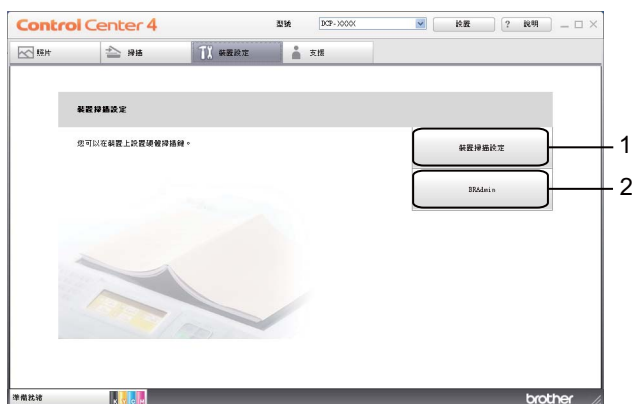 Control Center 4 型號 DCP-XXXX 設置 ? 說明
照片 掃描 裝置設定 支援
裝置掃描設定
您可以在裝置上設置硬體掃描鍵。
裝置掃描設定 1
BRAdmin 2
準備就緒 K Y C M brother